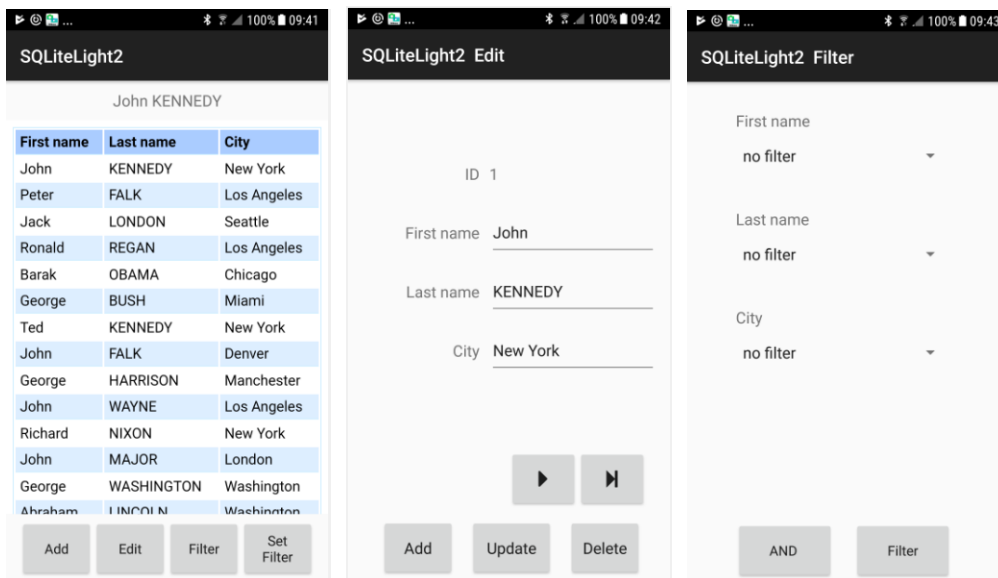 ... 100% 09:41
SQLiteLight2
John KENNEDY
First name Last name City
John KENNEDY New York
Peter FALK Los Angeles
Jack LONDON Seattle
Ronald REGAN Los Angeles
Barak OBAMA Chicago
George BUSH Miami
Ted KENNEDY New York
John FALK Denver
George HARRISON Manchester
John WAYNE Los Angeles
Richard NIXON New York
John MAJOR London
George WASHINGTON Washington
Abraham LINCOLN Washington
Add Edit Filter Set Filter
... 100% 09:42
SQLiteLight2 Edit
ID 1
First name John
Last name KENNEDY
City New York
Add Update Delete
... 100% 09:43
SQLiteLight2 Filter
First name
no filter
Last name
no filter
City
no filter
AND Filter